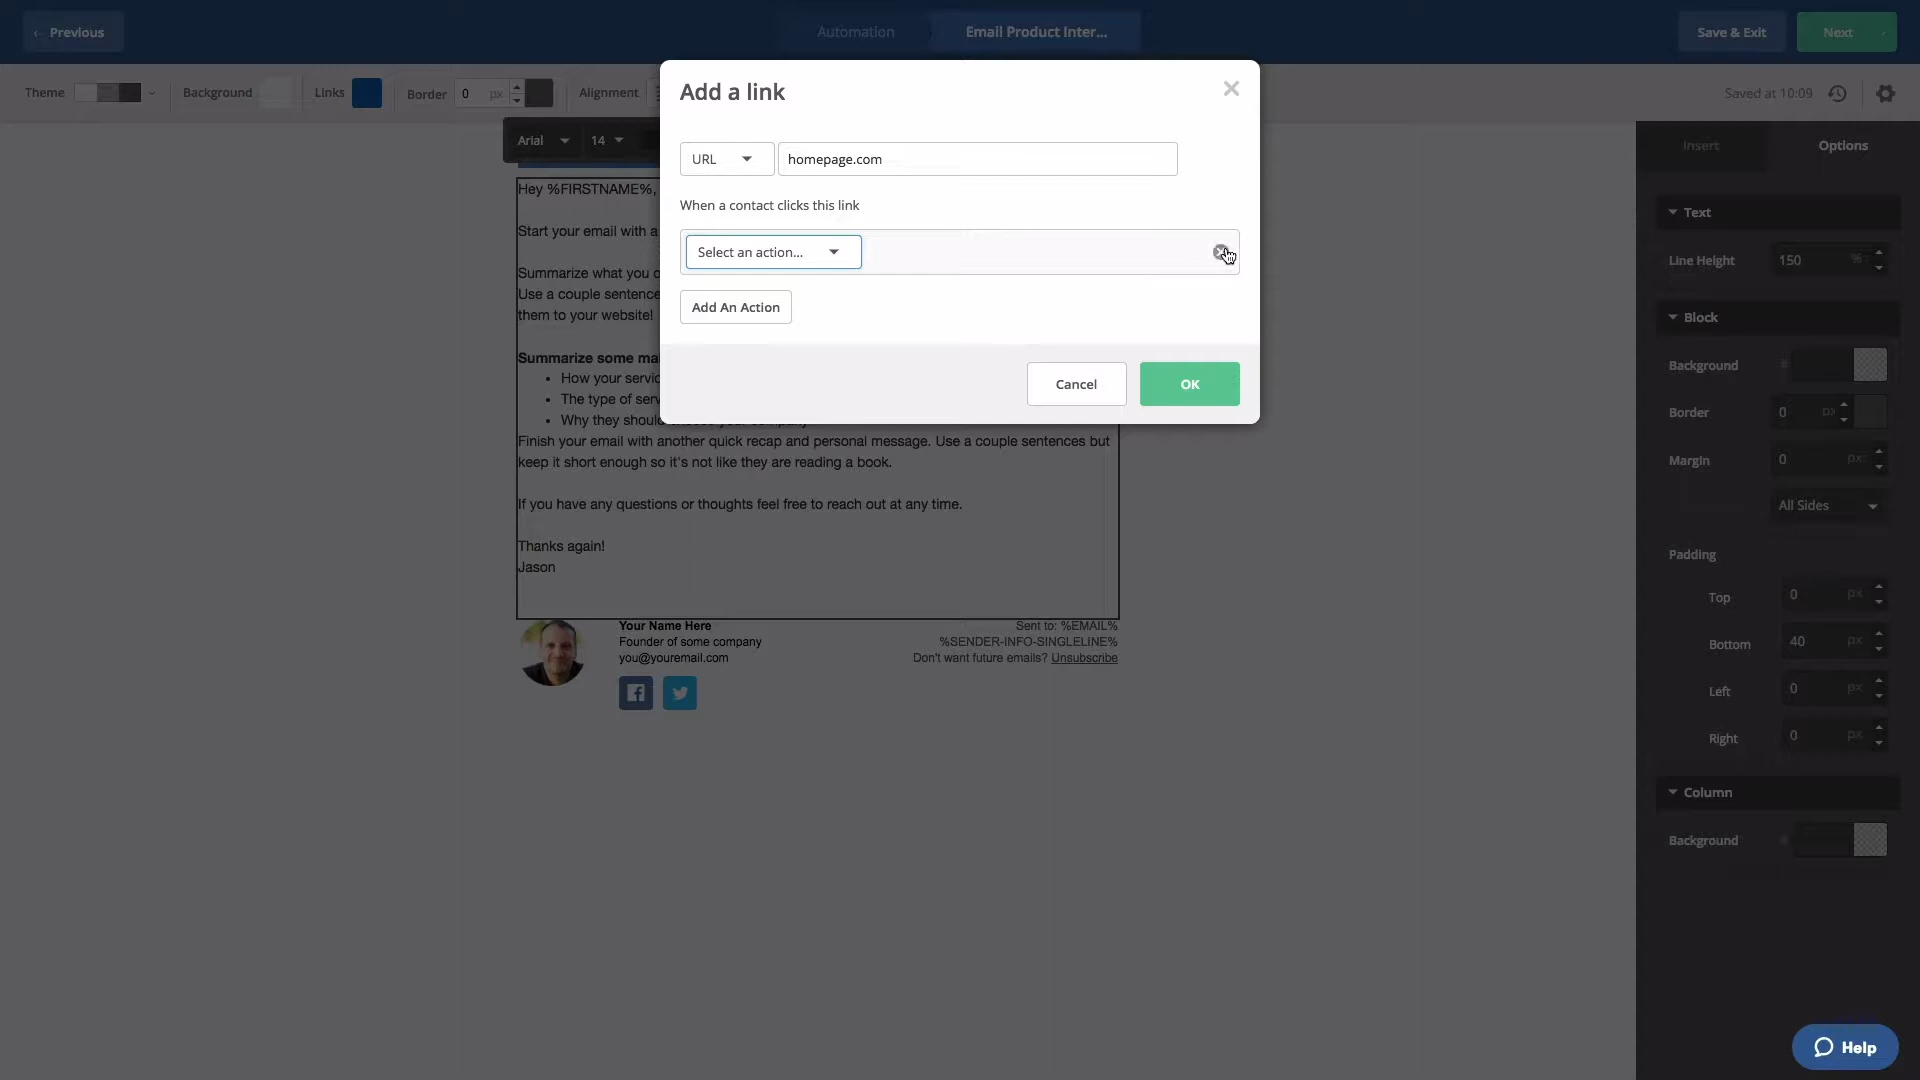 ← Previous
Automation
Email Product Inter...
Save & Exit
Next
Theme
Background
Links
Border
0
px
Alignment
Saved at 10:09
Add a link
URL
homepage.com
When a contact clicks this link
Select an action...
Add An Action
Cancel
OK
Arial
14
Hey %FIRSTNAME%,
Start your email with a
Summarize what you
Use a couple sentence
them to your website!
Summarize some
How your
The type of
Why they should
Finish your email with another quick recap and personal message. Use a couple sentences but
keep it short enough so it's not like they are reading a book.
If you have any questions or thoughts feel free to reach out at any time.
Thanks again!
Jason
Your Name Here
Founder of some company
you@youremail.com
Sent to: %EMAIL%
%SENDER-INFO-SINGLELINE%
Don't want future emails? Unsubscribe
Insert
Options
Text
Line Height
150
%
Block
Background
#
Border
0
px
Margin
0
px
All Sides
Padding
Top
0
px
Bottom
40
px
Left
0
px
Right
0
px
Column
Background
#
Help